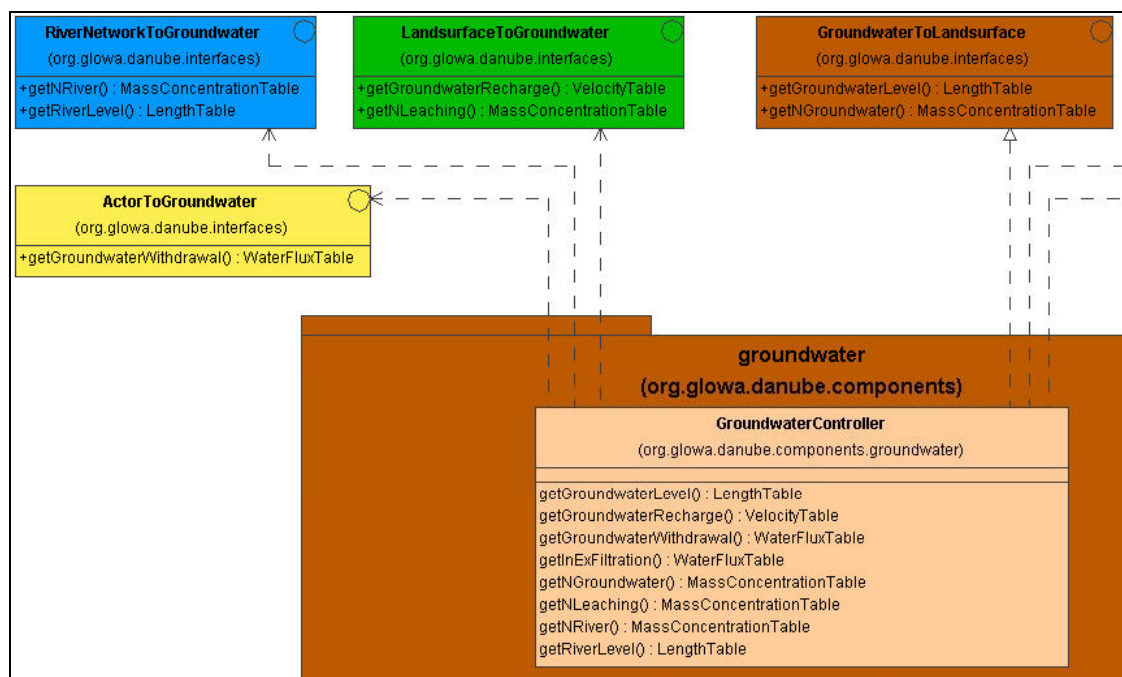 RiverNetworkToGroundwater
(org.glowa.danube.interfaces)
+getNRiver() : MassConcentrationTable
+getRiverLevel() : LengthTable
LandsurfaceToGroundwater
(org.glowa.danube.interfaces)
+getGroundwaterRecharge() : VelocityTable
+getNLeaching() : MassConcentrationTable
GroundwaterToLandsurface
(org.glowa.danube.interfaces)
+getGroundwaterLevel() : LengthTable
+getNGroundwater() : MassConcentrationTable
ActorToGroundwater
(org.glowa.danube.interfaces)
+getGroundwaterWithdrawal() : WaterFluxTable
groundwater
(org.glowa.danube.components)
GroundwaterController
(org.glowa.danube.components.groundwater)
getGroundwaterLevel() : LengthTable
getGroundwaterRecharge() : VelocityTable
getGroundwaterWithdrawal() : WaterFluxTable
getInExFiltration() : WaterFluxTable
getNGroundwater() : MassConcentrationTable
getNLeaching() : MassConcentrationTable
getNRiver() : MassConcentrationTable
getRiverLevel() : LengthTable